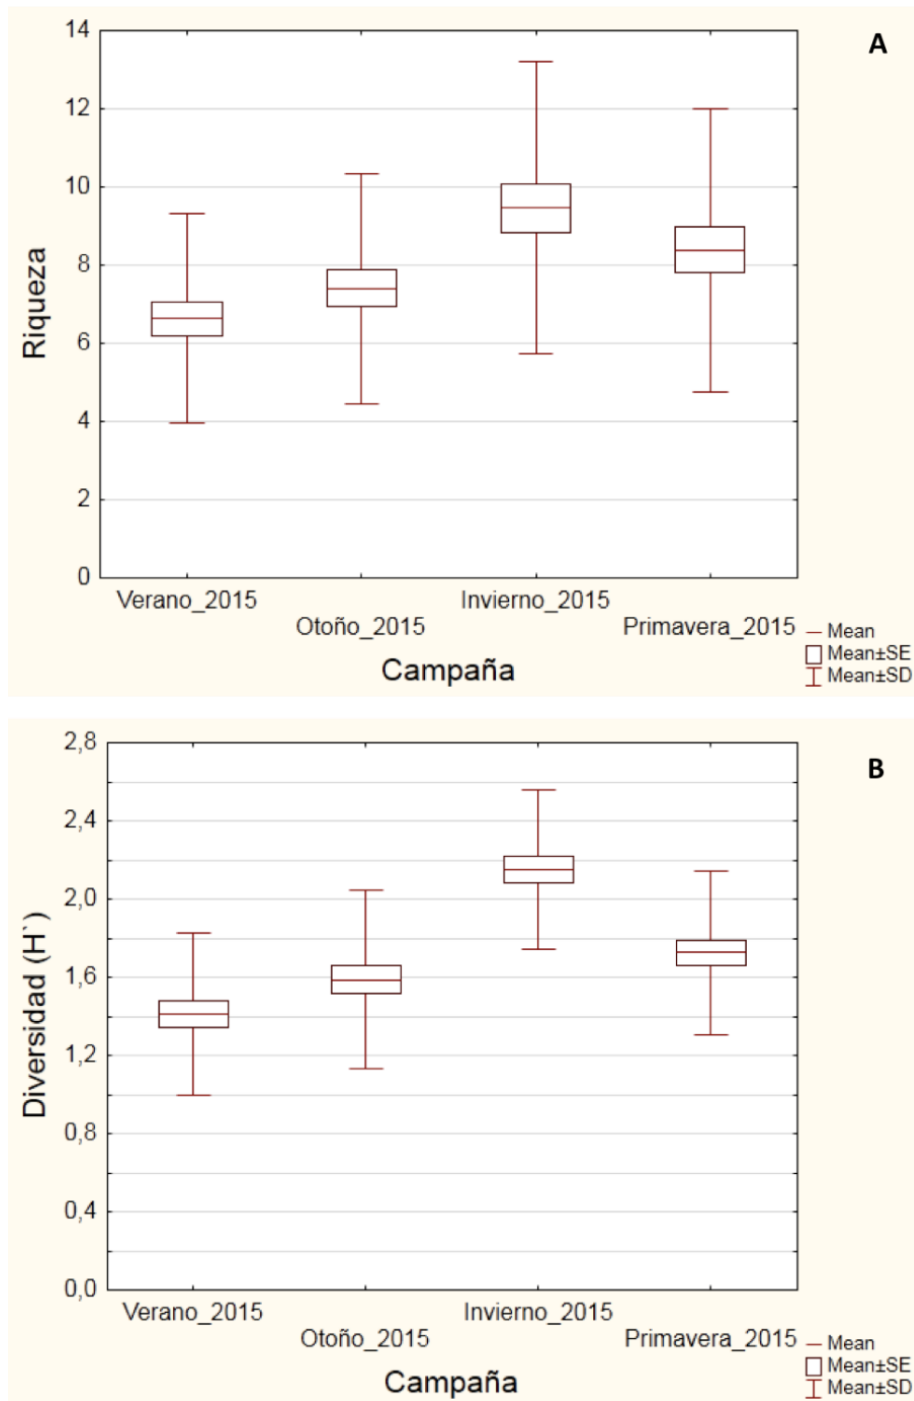 A
14
12
10
8
6
4
2
0
Riqueza
Verano_2015
Otoño_2015
Invierno_2015
Primavera_2015
Campaña
Mean
Mean±SE
Mean±SD
B
2,8
2,4
2,0
1,6
1,2
0,8
0,4
0,0
Diversidad (H`)
Verano_2015
Otoño_2015
Invierno_2015
Primavera_2015
Campaña
Mean
Mean±SE
Mean±SD